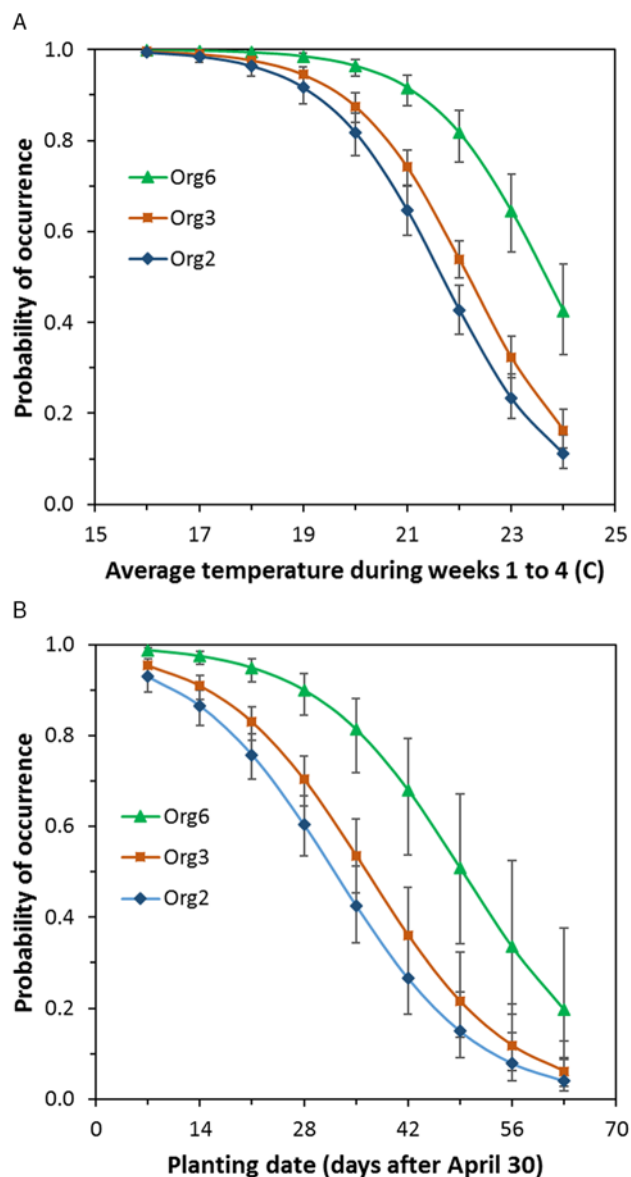 A
1.0
0.8
0.6
0.4
0.2
0.0
Probability of occurrence
Org6
Org3
Org2
15 17 19 21 23 25
Average temperature during weeks 1 to 4 (C)
B
1.0
0.8
0.6
0.4
0.2
0.0
Probability of occurrence
Org6
Org3
Org2
0 14 28 42 56 70
Planting date (days after April 30)